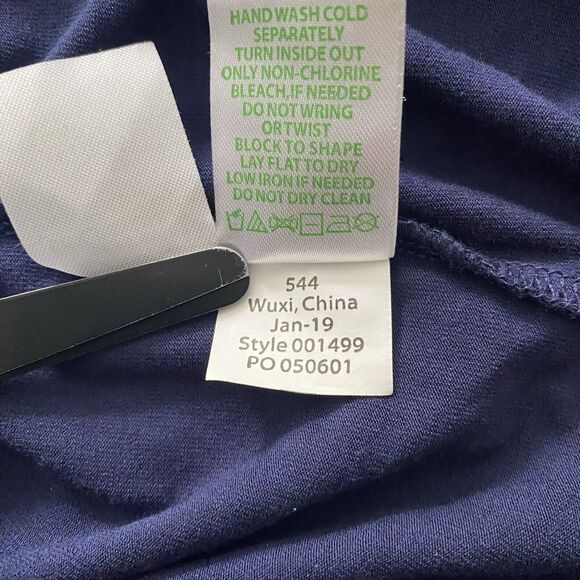 HAND WASH COLD
SEPARATELY
TURN INSIDE OUT
ONLY NON-CHLORINE
BLEACH,IF NEEDED
DO NOT WRING
OR TWIST
BLOCK TO SHAPE
LAY FLAT TO DRY
LOW IRON IF NEEDED
DO NOT DRY CLEAN
544
Wuxi, China
Jan-19
Style 001499
PO 050601